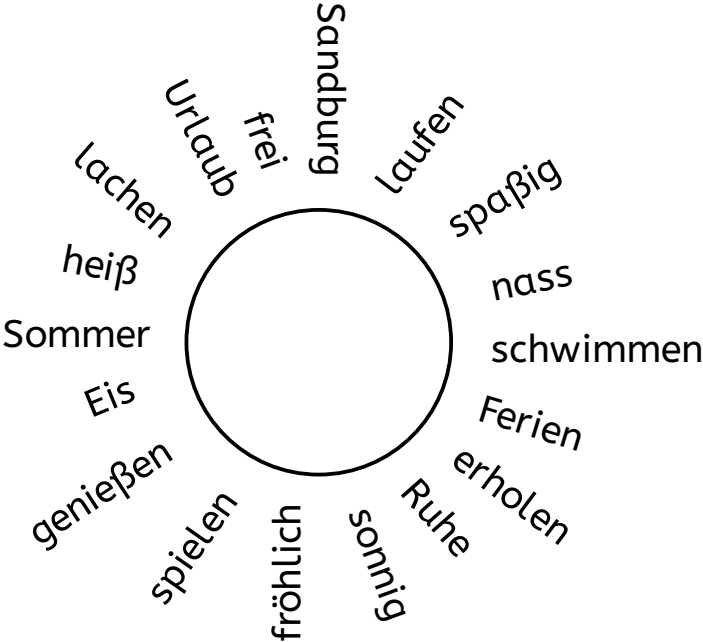 Sandburg
laufen
spaßig
nass
schwimmen
Ferien
erholen
Ruhe
sonnig
fröhlich
spielen
genießen
Eis
Sommer
heiß
lachen
Urlaub
frei